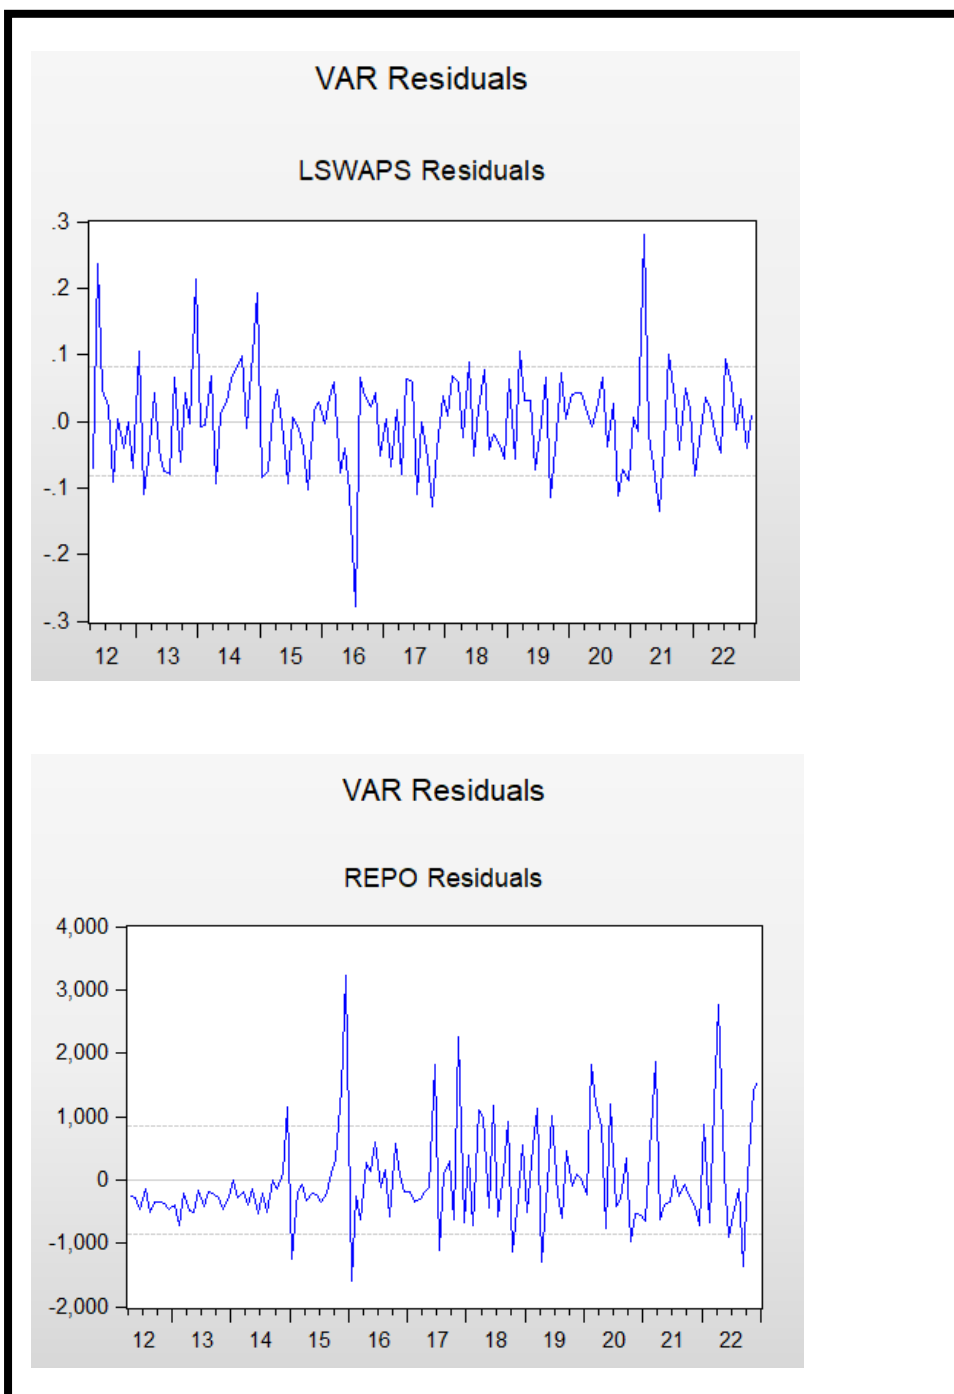 VAR Residuals
LSWAPS Residuals
.3
.2
.1
.0
-.1
-.2
-.3
12 13 14 15 16 17 18 19 20 21 22
VAR Residuals
REPO Residuals
4,000
3,000
2,000
1,000
0
-1,000
-2,000
12 13 14 15 16 17 18 19 20 21 22